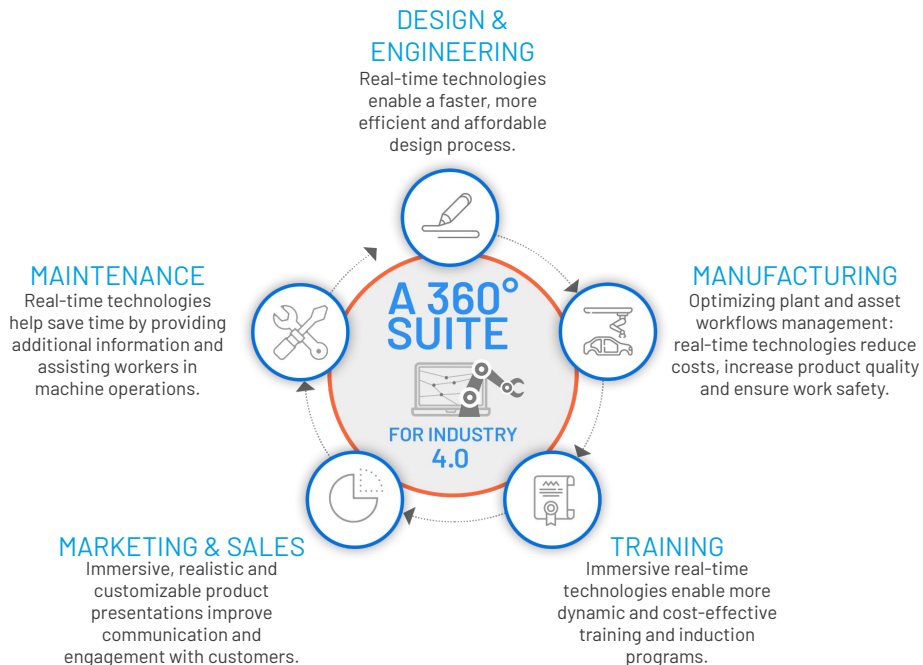 DESIGN &
ENGINEERING
Real-time technologies
enable a faster, more
efficient and affordable
design process.
MAINTENANCE
Real-time technologies
help save time by providing
additional information and
assisting workers in
machine operations.
A 360°
SUITE
FOR INDUSTRY
4.0
MANUFACTURING
Optimizing plant and asset
workflows management:
real-time technologies reduce
costs, increase product quality
and ensure work safety.
MARKETING & SALES
Immersive, realistic and
customizable product
presentations improve
communication and
engagement with customers.
TRAINING
Immersive real-time
technologies enable more
dynamic and cost-effective
training and induction
programs.